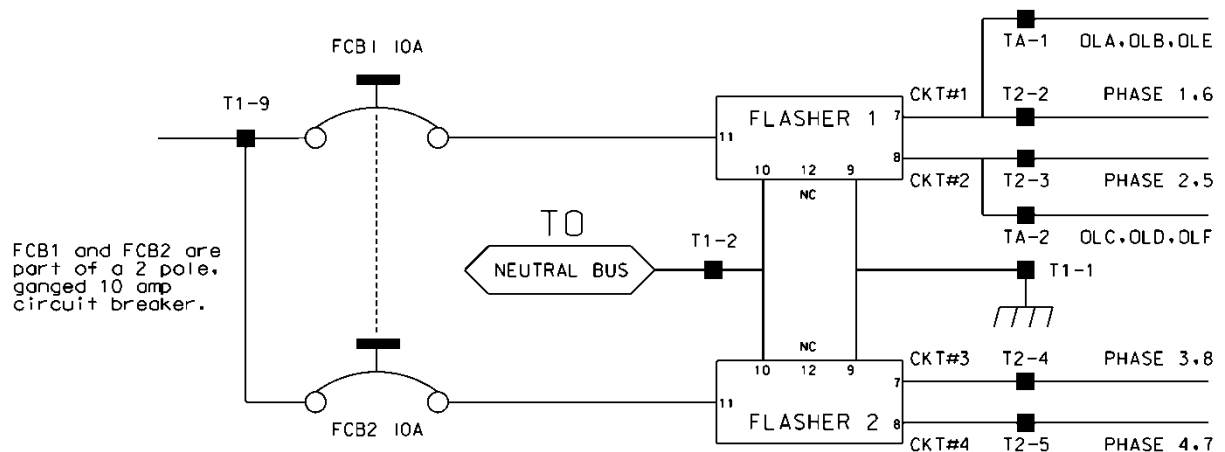 FCB1 10A
T1-9
FCB1 and FCB2 are
part of a 2 pole,
ganged 10 amp
circuit breaker.
FCB2 10A
TO
NEUTRAL BUS
T1-2
FLASHER 1
11
10 12 9
NC
7
8
CKT#1
CKT#2
TA-1 OLA,OLB,OLE
T2-2 PHASE 1,6
T2-3 PHASE 2,5
TA-2 OLC,OLD,OLF
T1-1
NC
10 12 9
11
FLASHER 2
7
8
CKT#3 T2-4 PHASE 3,8
CKT#4 T2-5 PHASE 4,7